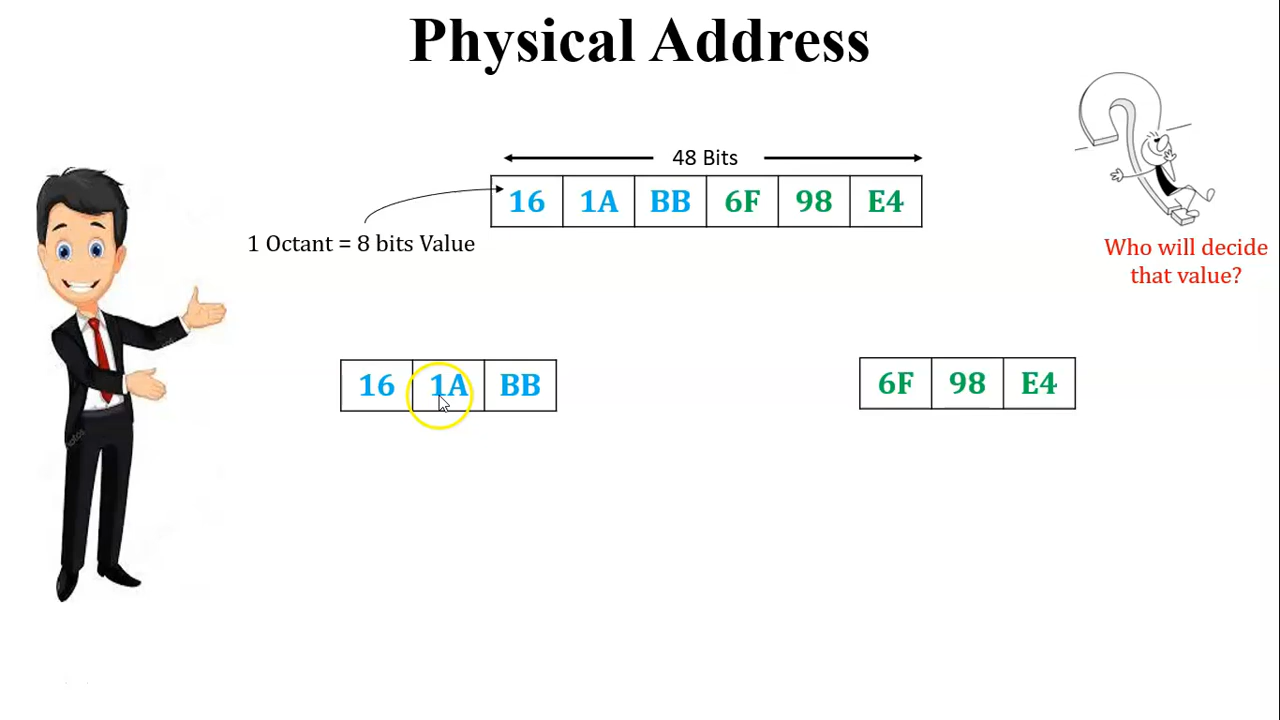 Physical Address
48 Bits
16 1A BB 6F 98 E4
1 Octant = 8 bits Value
Who will decide
that value?
16 1A BB
6F 98 E4